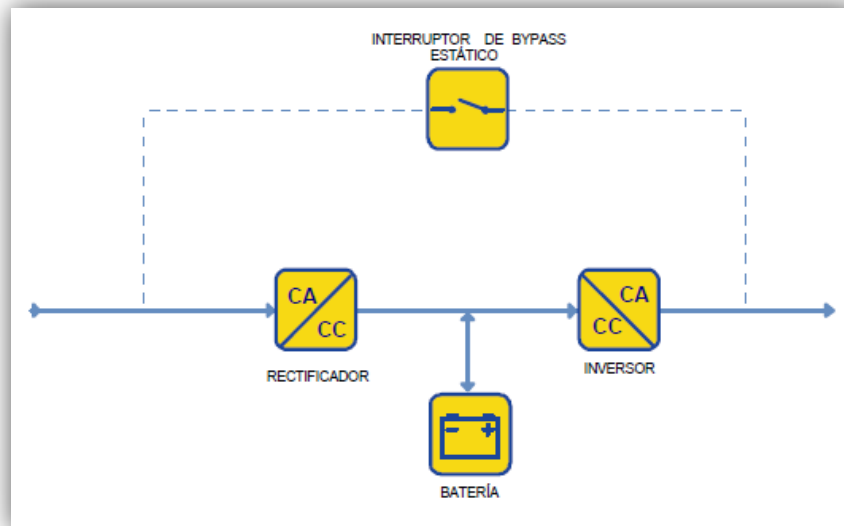 INTERRUPTOR DE BYPASS
ESTÁTICO
CA
CC
CA
CC
RECTIFICADOR
INVERSOR
BATERÍA